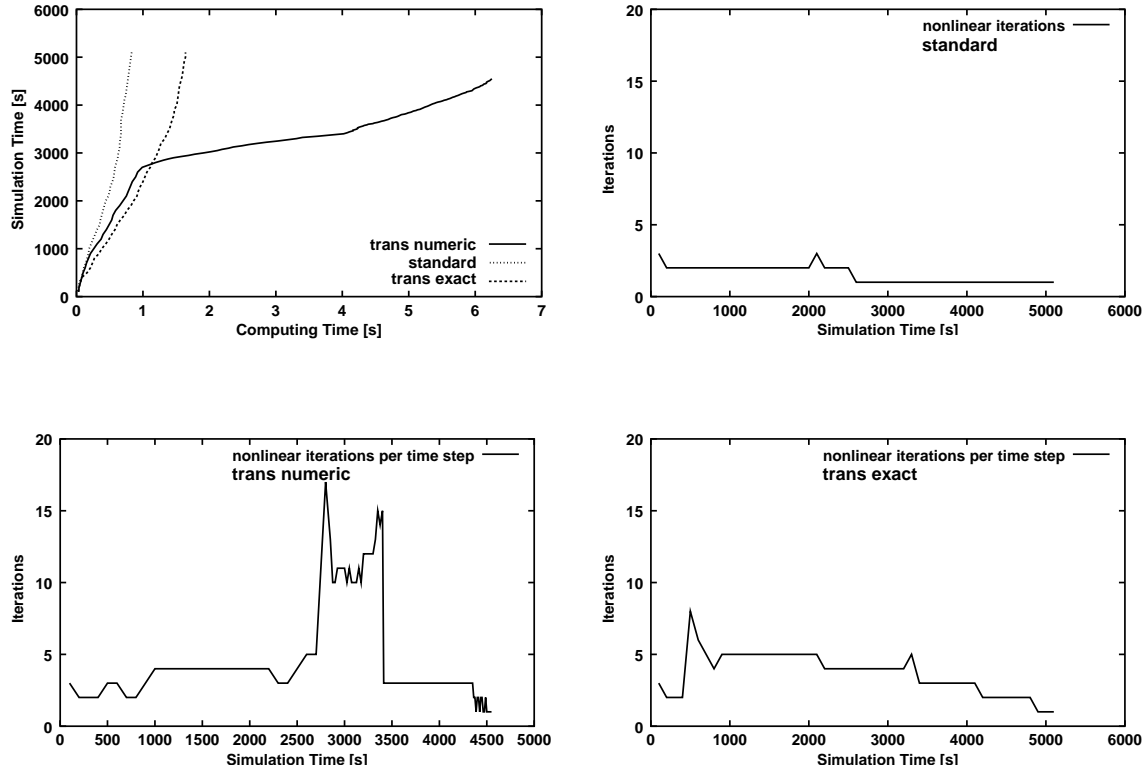 6000
5000
4000
3000
2000
1000
0
Simulation Time [s]
trans numeric
standard
trans exact
0 1 2 3 4 5 6 7
Computing Time [s]
20
15
10
5
0
Iterations
nonlinear iterations
standard
0 1000 2000 3000 4000 5000 6000
Simulation Time [s]
20
15
10
5
0
Iterations
nonlinear iterations per time step
trans numeric
0 500 1000 1500 2000 2500 3000 3500 4000 4500 5000
Simulation Time [s]
20
15
10
5
0
Iterations
nonlinear iterations per time step
trans exact
0 1000 2000 3000 4000 5000 6000
Simulation Time [s]